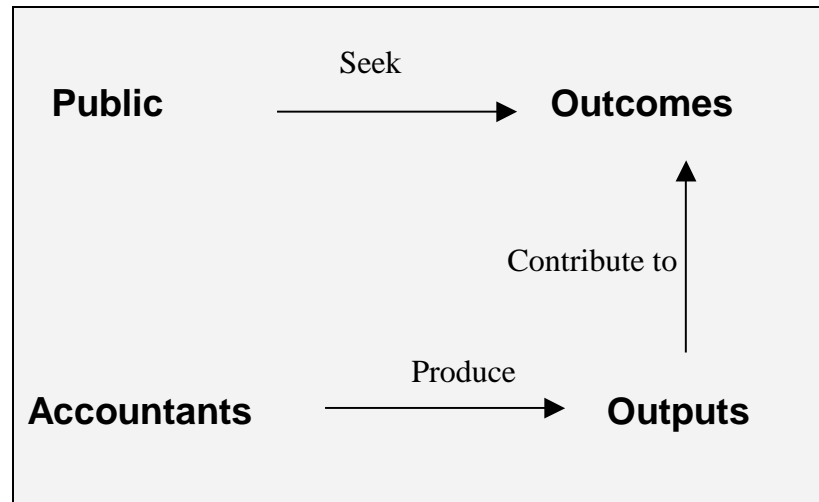 Seek
Public
Outcomes
Contribute to
Produce
Accountants
Outputs